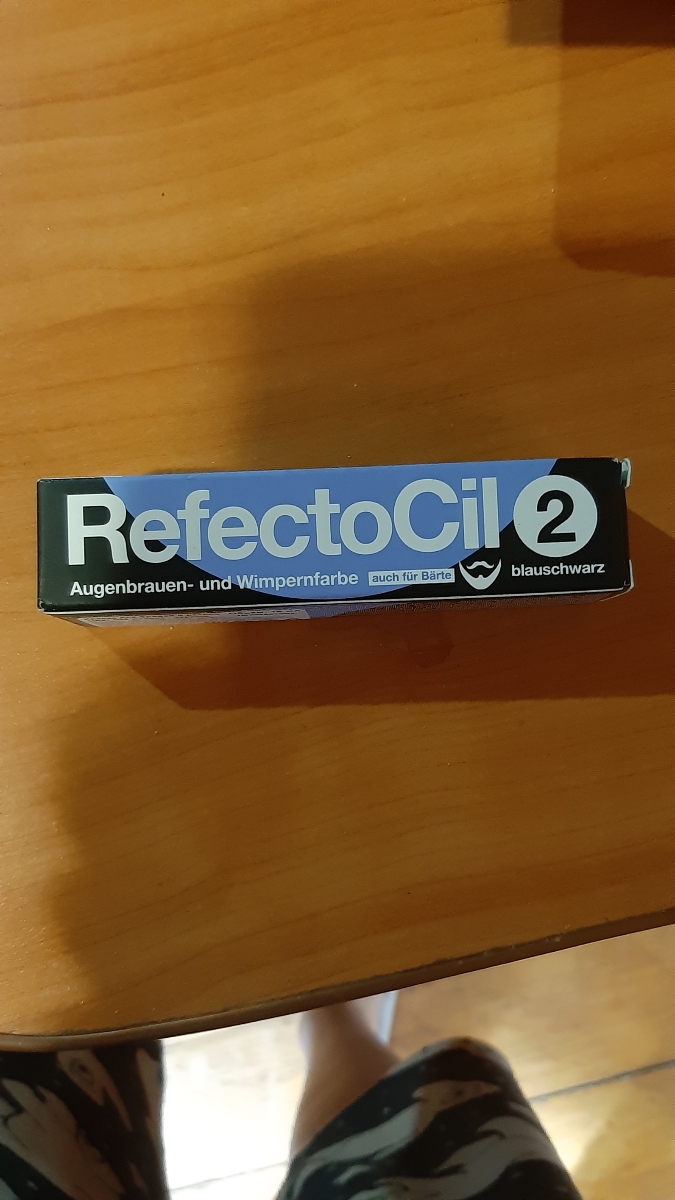 RefectoCil 2
Augenbrauen- und Wimpernfarbe auch für Bärte blauschwarz